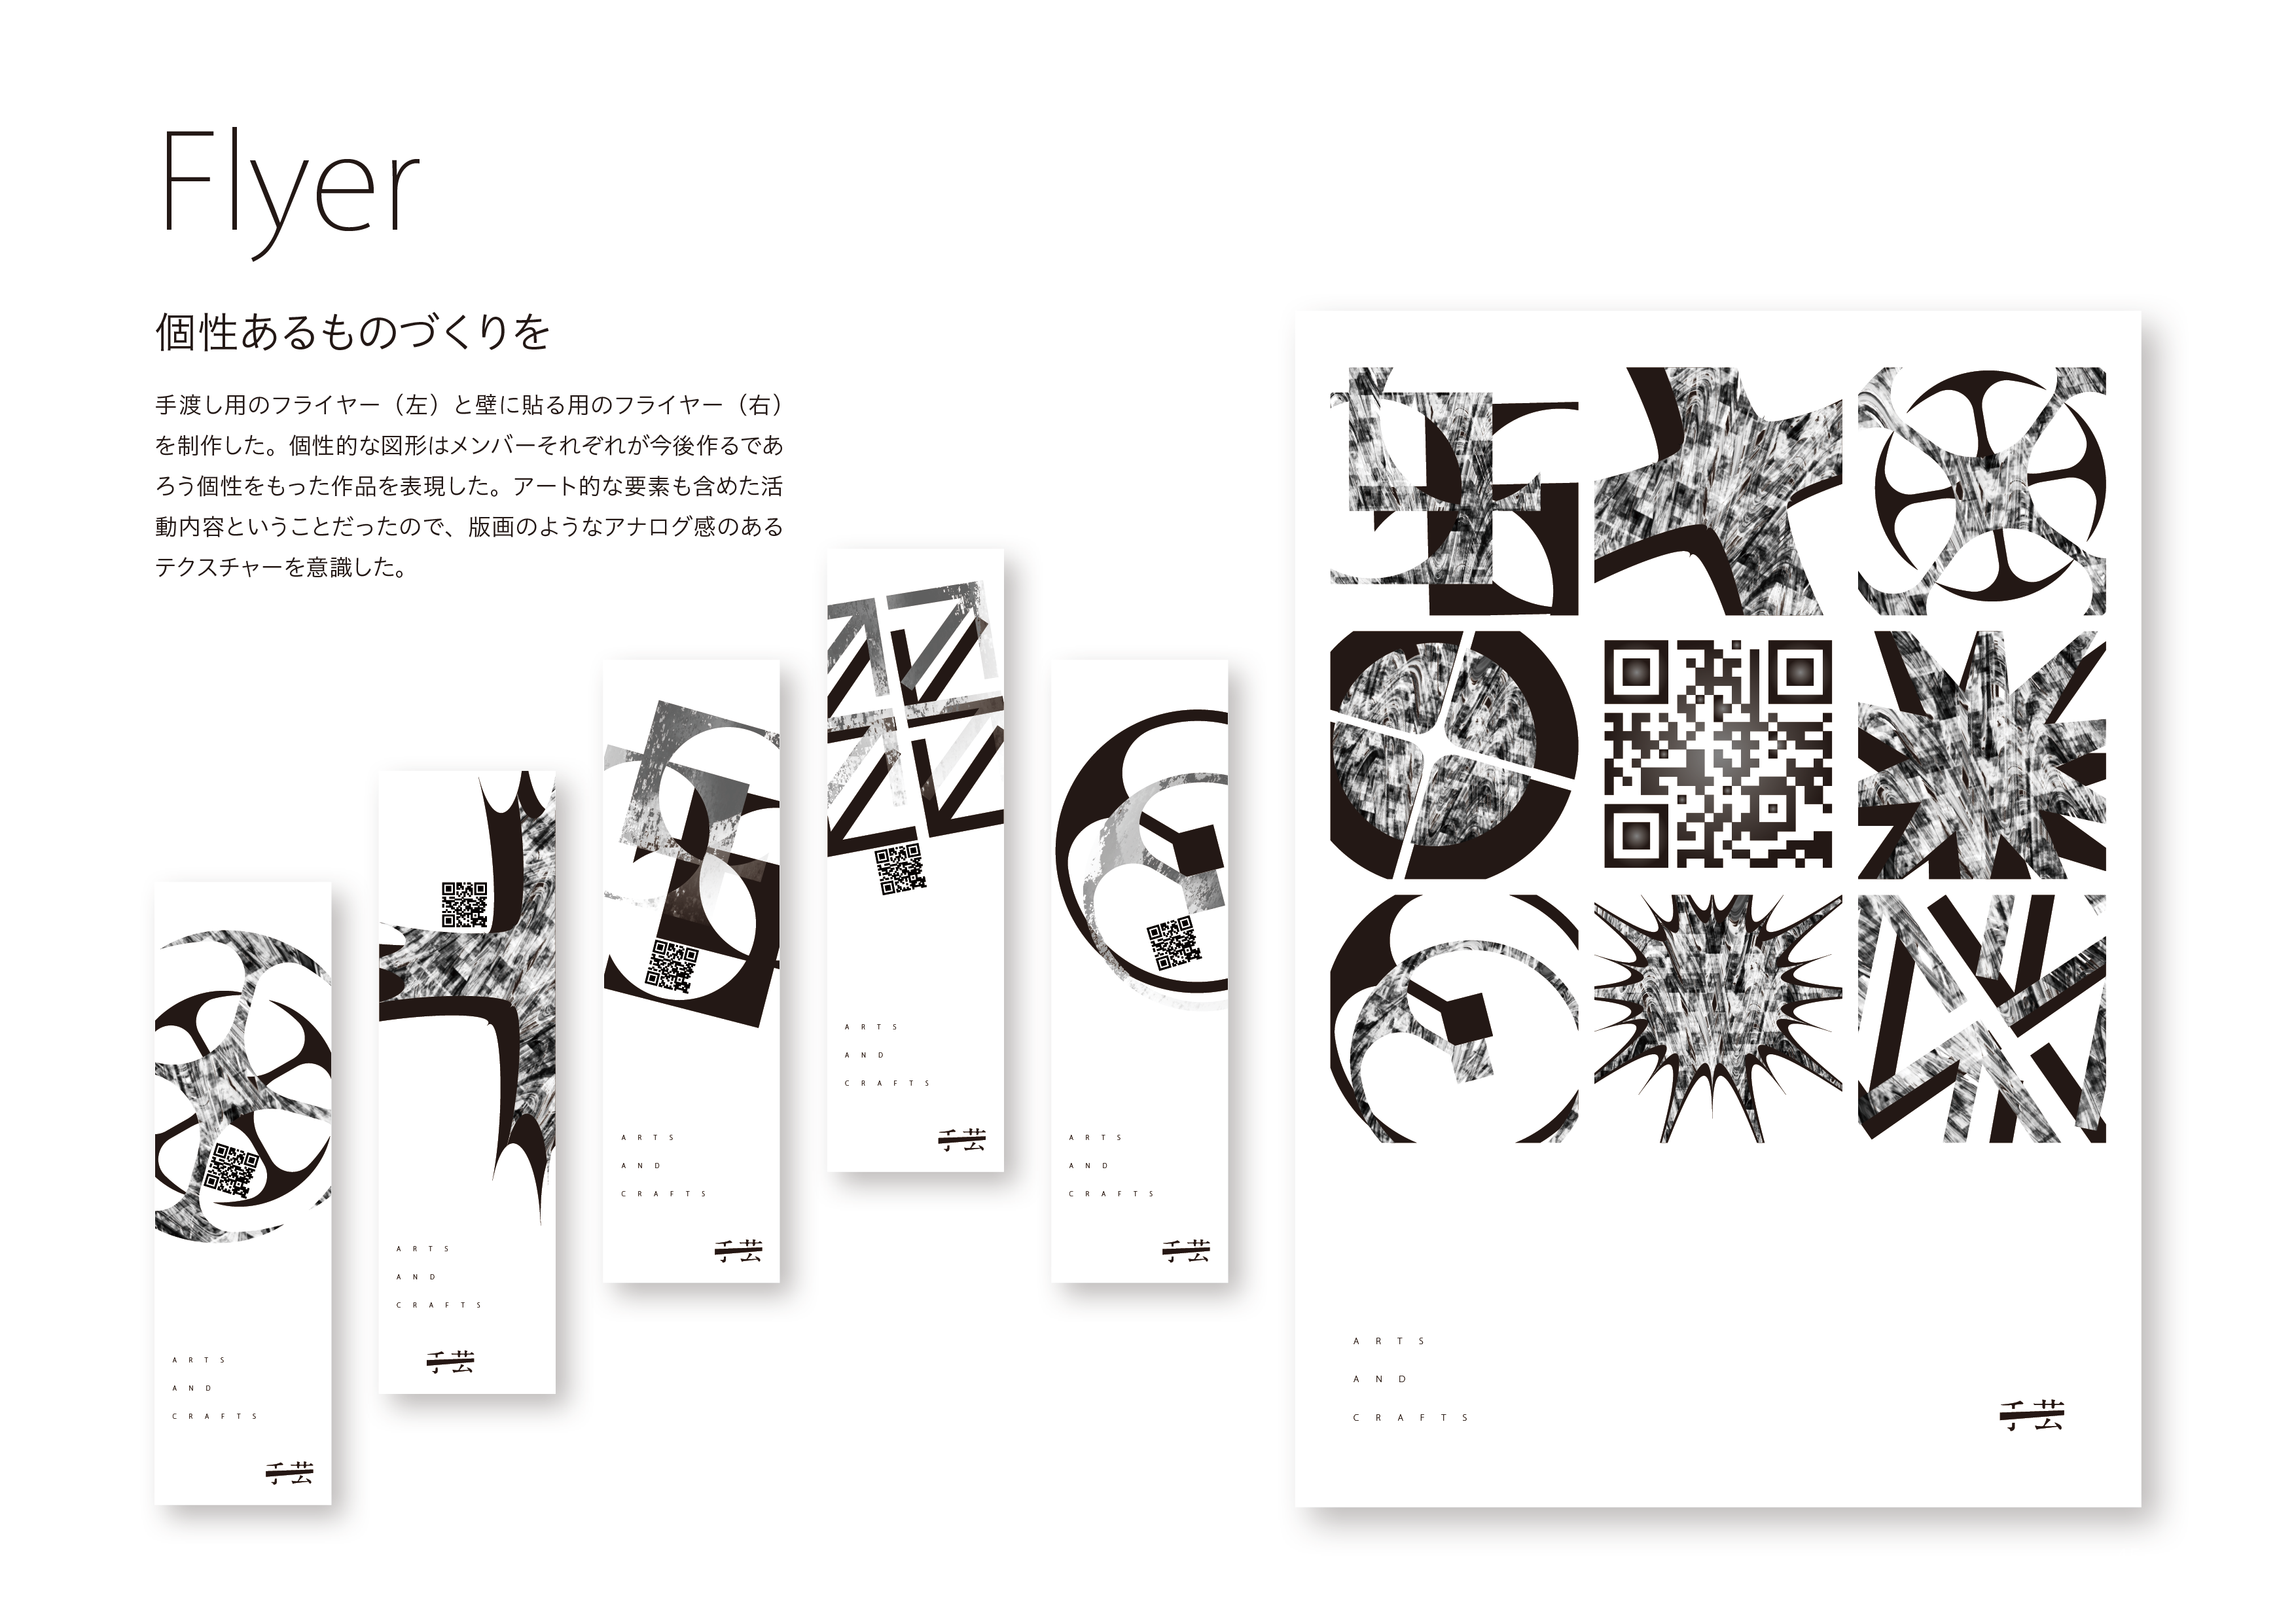 Flyer
個性あるものづくりを
手渡し用のフライヤー（左）と壁に貼る用のフライヤー（右）
を制作した。個性的な図形はメンバーそれぞれが今後作るであ
ろう個性をもった作品を表現した。アート的な要素も含めた活
動内容ということだったので、版画のようなアナログ感のある
テクスチャーを意識した。
ARTS
AND
CRAFTS
手芸
ARTS
AND
CRAFTS
手芸
ARTS
AND
CRAFTS
手芸
ARTS
AND
CRAFTS
手芸
ARTS
AND
CRAFTS
手芸
ARTS
AND
CRAFTS
手芸